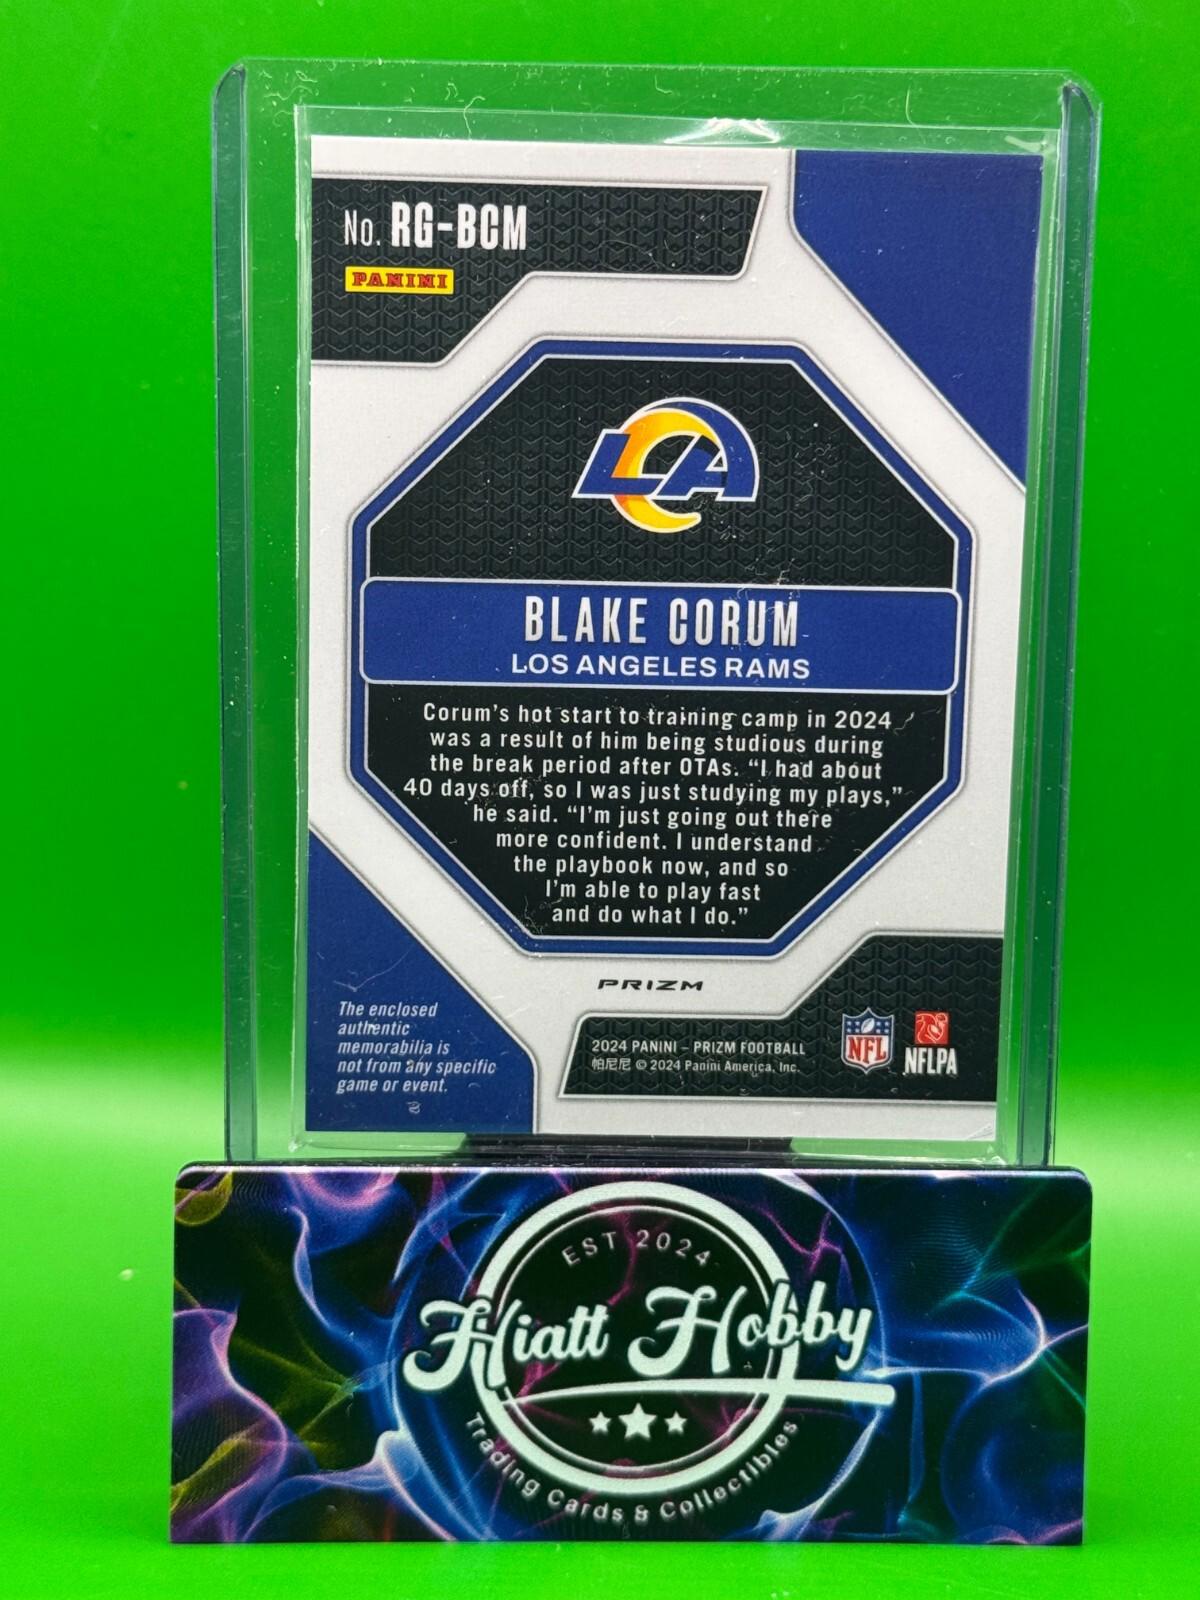 No. RG-BCM
PANINI
LA
BLAKE CORUM
LOS ANGELES RAMS
Corum's hot start to training camp in 2024
was a result of him being studious during
the break period after OTAs. "I had about
40 days off, so I was just studying my plays,"
he said. "I'm just going out there
more confident. I understand
the playbook now, and so
I'm able to play fast
and do what I do."
PRIZM
The enclosed
authentic
memorabilia is
not from any specific
game or event.
2024 PANINI – PRIZM FOOTBALL
帕尼尼 © 2024 Panini America, Inc.
NFL
NFLPA
EST 2024
Hiatt Hobby
Trading Cards & Collectibles